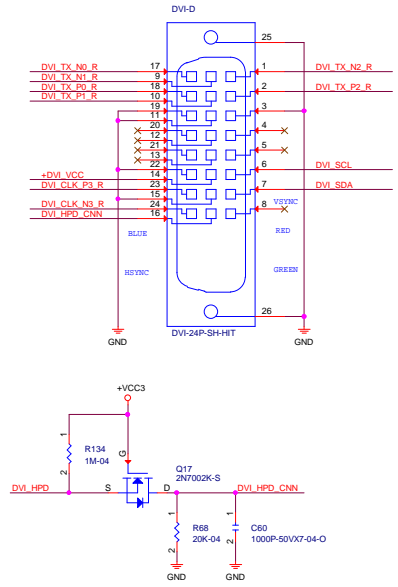 DVI-D
25
DVI_TX_N0_R 17 1 DVI_TX_N2_R
DVI_TX_N1_R 9
DVI_TX_P0_R 18 2 DVI_TX_P2_R
DVI_TX_P1_R 10
19 3
11
20 4
12
21 5
13
22 6 DVI_SCL
+DVI_VCC 14
DVI_CLK_P3_R 23 7 DVI_SDA
15
DVI_CLK_N3_R 24 8 VSYNC
DVI_HPD_CNN 16
BLUE RED
HSYNC GREEN
26
DVI-24P-SH-HIT
GND GND
+VCC3
1
R134
1M-04
2
G
Q17
2N7002K-S
DVI_HPD S D DVI_HPD_CNN
1 1
R68 C60
20K-04 1000P-50VX7-04-O
2 2
GND GND